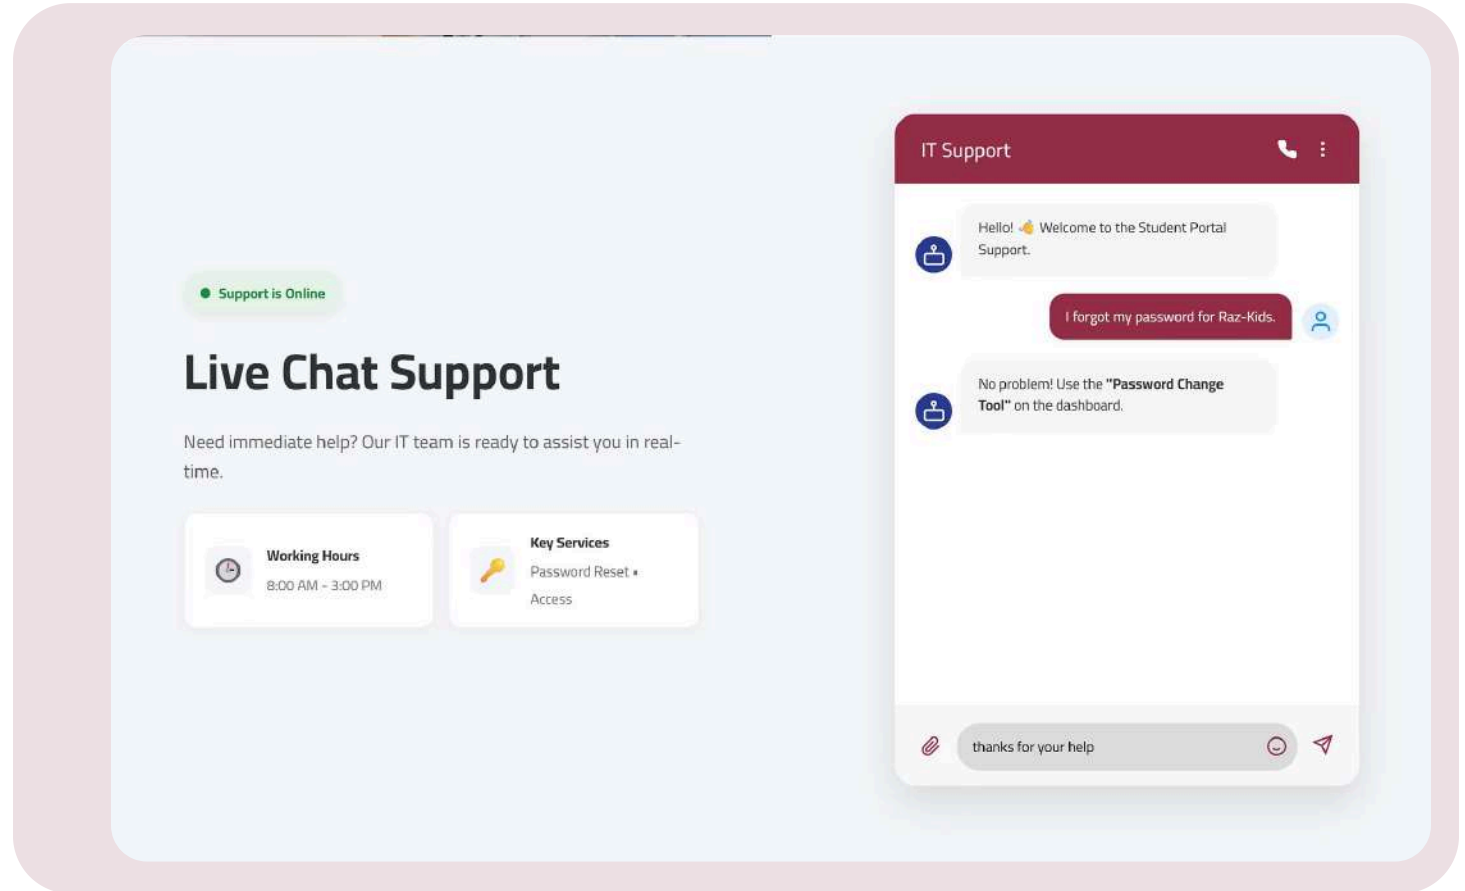 Support is Online
Live Chat Support
Need immediate help? Our IT team is ready to assist you in real-
time.
Working Hours
8:00 AM - 3:00 PM
Key Services
Password Reset •
Access
IT Support
Hello! 👋 Welcome to the Student Portal
Support.
I forgot my password for Raz-Kids.
No problem! Use the "Password Change
Tool" on the dashboard.
thanks for your help